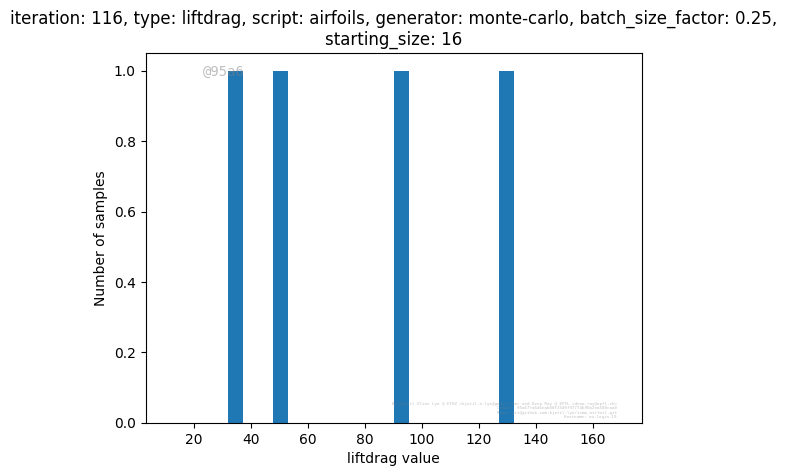 iteration: 116, type: liftdrag, script: airfoils, generator: monte-carlo, batch_size_factor: 0.25,
starting_size: 16
1.0
0.8
0.6
0.4
0.2
0.0
Number of samples
20 40 60 80 100 120 140 160
liftdrag value